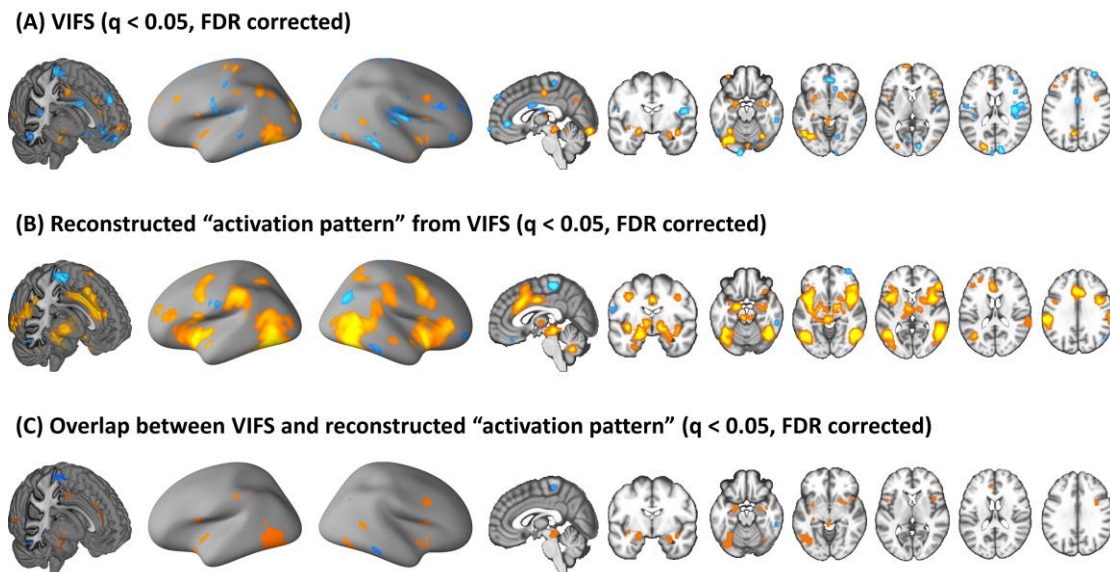 (A) VIFS (q < 0.05, FDR corrected)
(B) Reconstructed “activation pattern” from VIFS (q < 0.05, FDR corrected)
(C) Overlap between VIFS and reconstructed “activation pattern” (q < 0.05, FDR corrected)